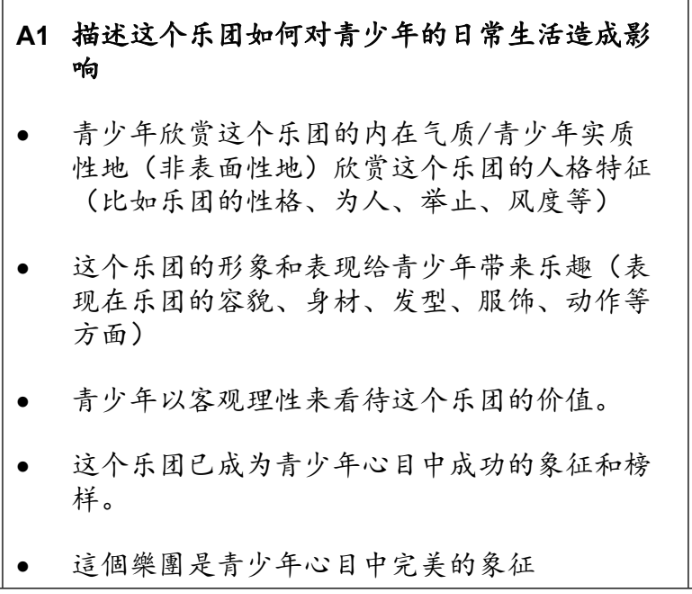 A1 描述这个乐团如何对青少年的日常生活造成影
响
● 青少年欣赏这个乐团的内在气质/青少年实质
性地（非表面性地）欣赏这个乐团的人格特征
（比如乐团的性格、为人、举止、风度等）
● 这个乐团的形象和表现给青少年带来乐趣（表
现在乐团的容貌、身材、发型、服饰、动作等
方面）
● 青少年以客观理性来看待这个乐团的价值。
● 这个乐团已成为青少年心目中成功的象征和榜
样。
● 這個樂團是青少年心目中完美的象征